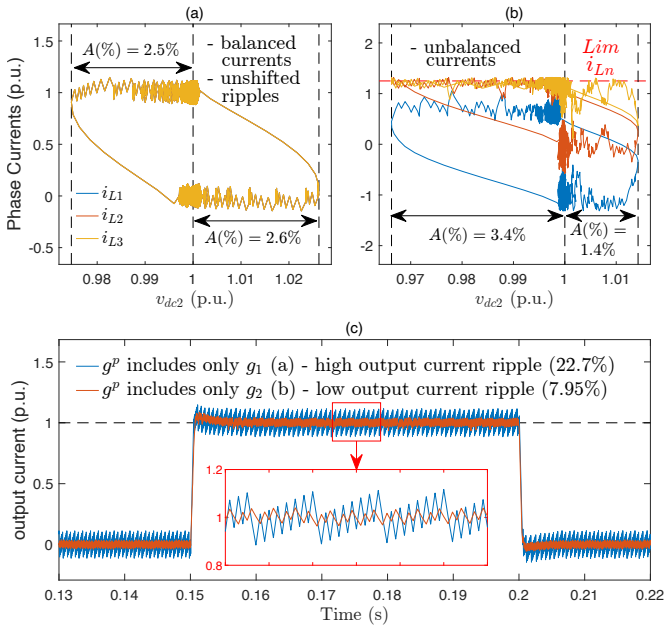 (a)
(b)
1.5
1
0.5
0
-0.5
Phase Currents (p.u.)
A(%) = 2.5%
- balanced
currents
- unshifted
ripples
i_{L1}
i_{L2}
i_{L3}
A(%) = 2.6%
0.98
0.99
1
1.01
1.02
v_{dc2} (p.u.)
2
1
0
-1
-2
- unbalanced
currents
Lim
i_{Ln}
A(%) = 3.4%
A(%) =
1.4%
0.97
0.98
0.99
1
1.01
v_{dc2} (p.u.)
(c)
output current (p.u.)
1.5
1
0.5
0
g^p includes only g_1 (a) - high output current ripple (22.7%)
g^p includes only g_2 (b) - low output current ripple (7.95%)
1.2
1
0.8
0.13
0.14
0.15
0.16
0.17
0.18
0.19
0.2
0.21
0.22
Time (s)